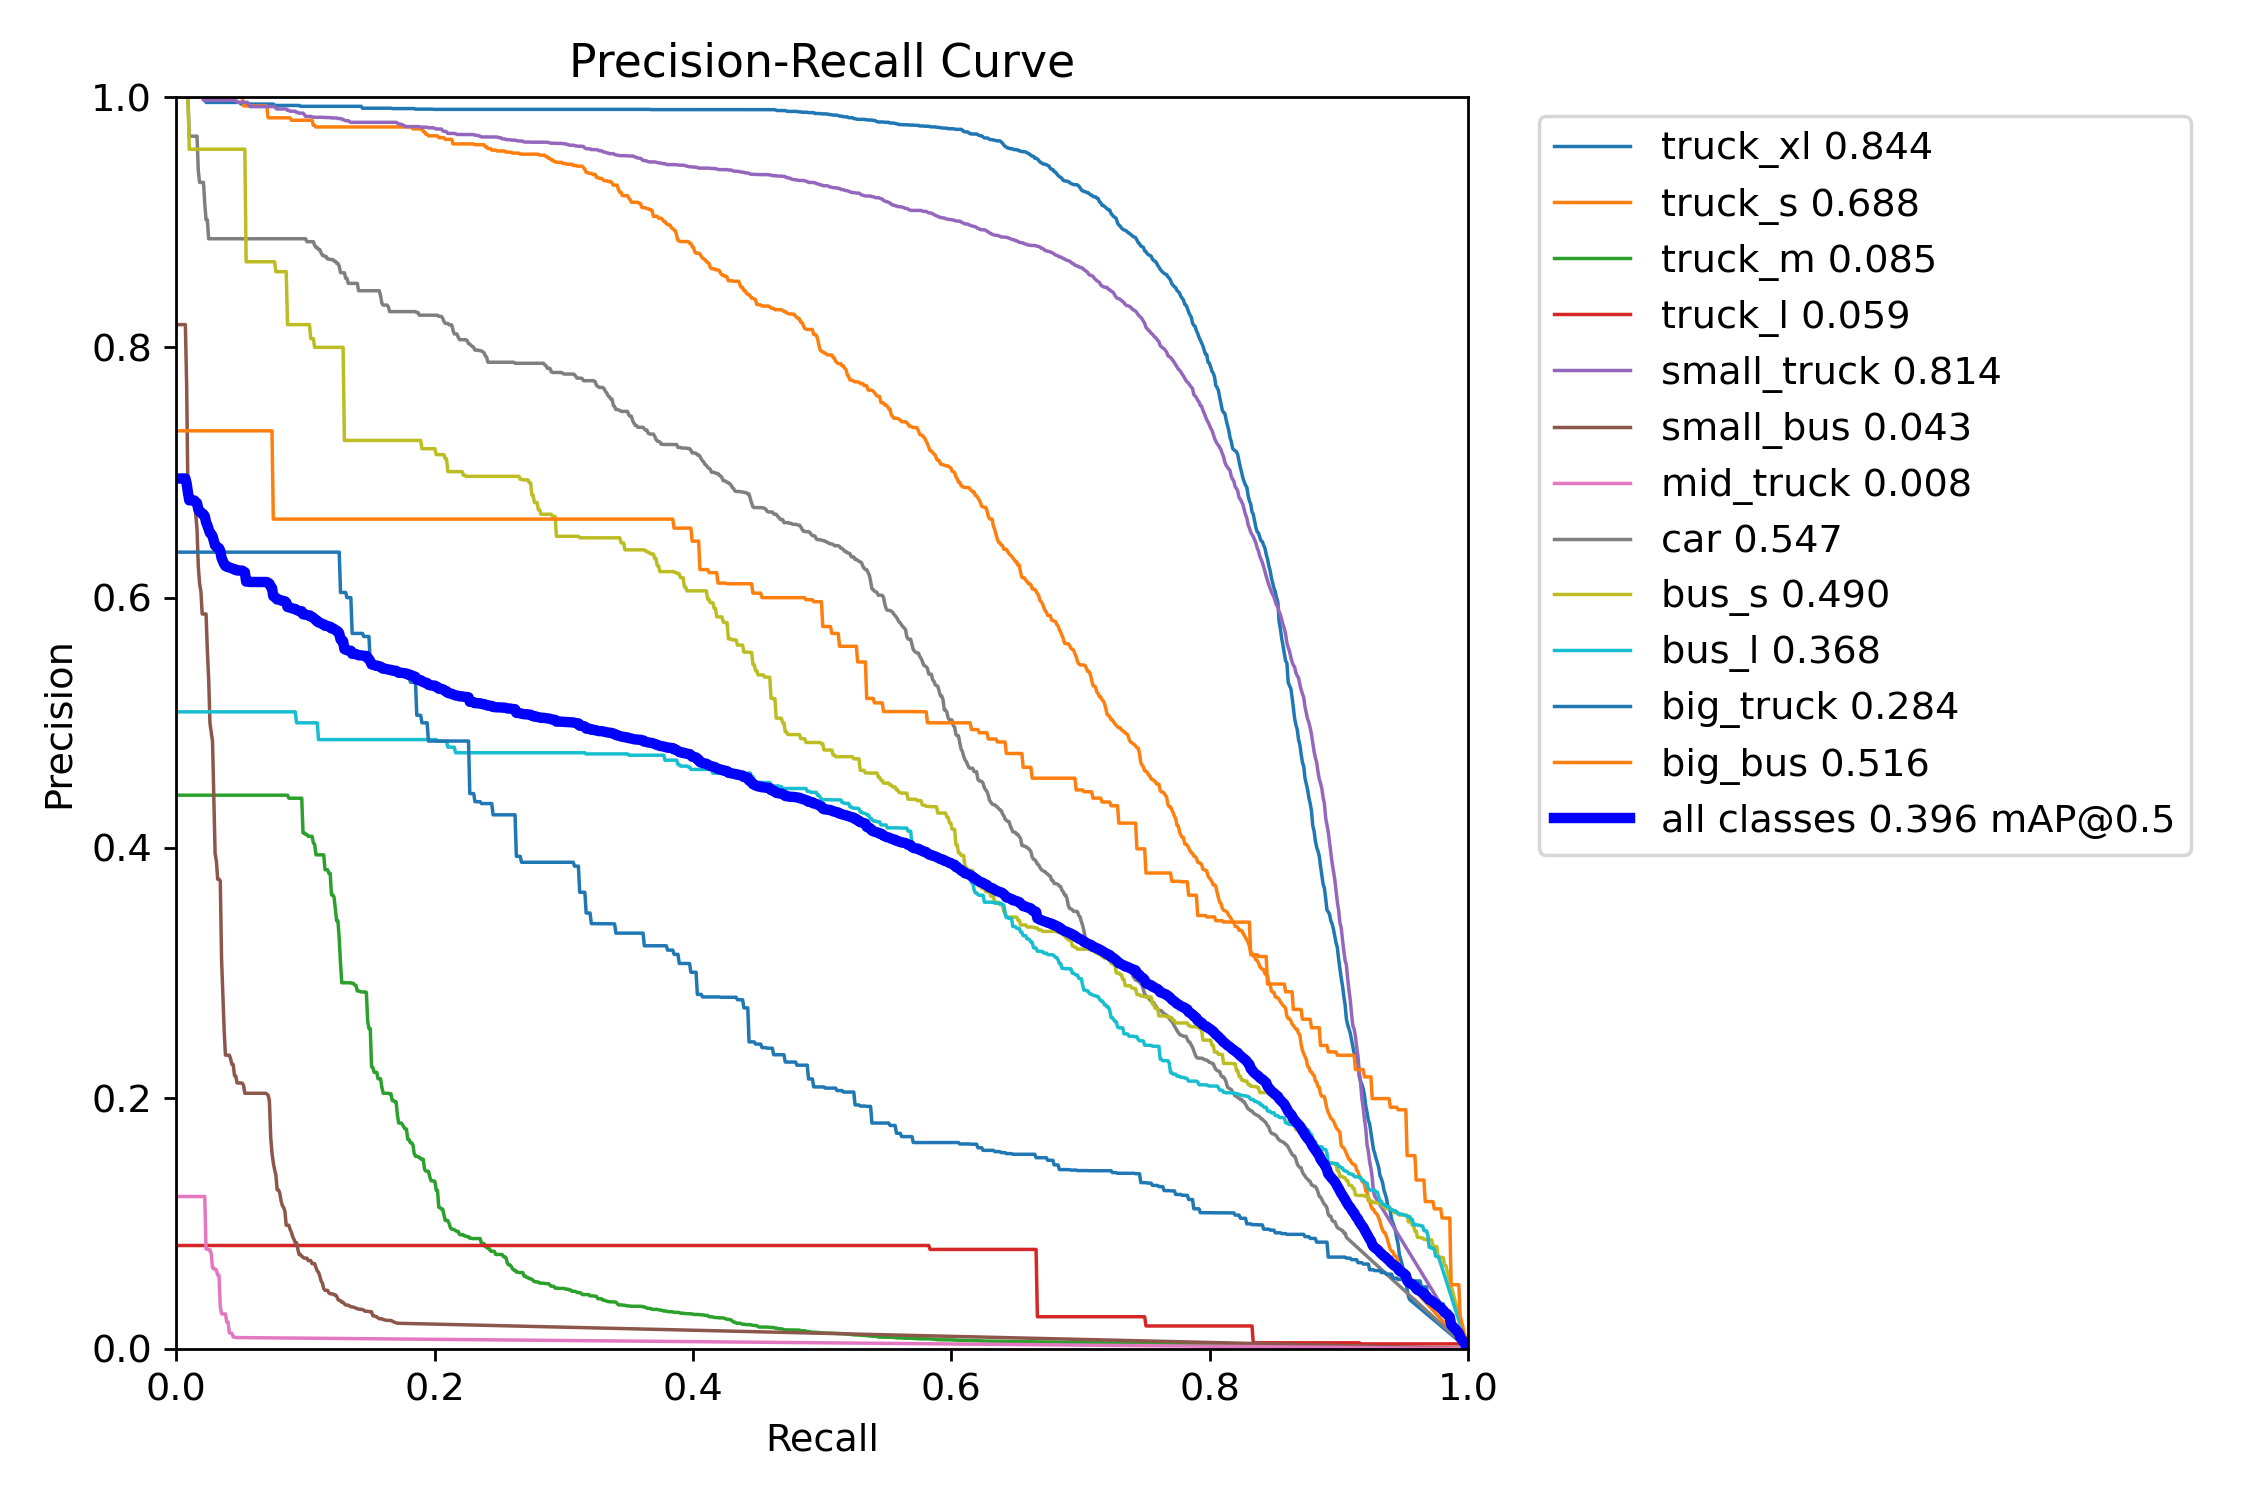 Precision-Recall Curve
1.0
0.8
0.6
0.4
0.2
0.0
Precision
0.0 0.2 0.4 0.6 0.8 1.0
Recall
truck_xl 0.844
truck_s 0.688
truck_m 0.085
truck_l 0.059
small_truck 0.814
small_bus 0.043
mid_truck 0.008
car 0.547
bus_s 0.490
bus_l 0.368
big_truck 0.284
big_bus 0.516
all classes 0.396 mAP@0.5